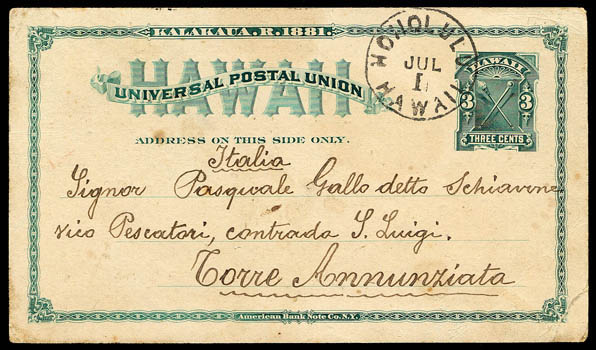 KALAKAUA. R. 1881.
HAWAII
UNIVERSAL POSTAL UNION
HONOLULU
JUL
1
HAWAII
HAWAII
3 3
THREE CENTS
ADDRESS ON THIS SIDE ONLY.
Italia
Signor Pasquale Gallo detto Schiavone
vico Pescatori, contrada S. Luigi.
Torre Annunziata
American Bank Note Co. N.Y.